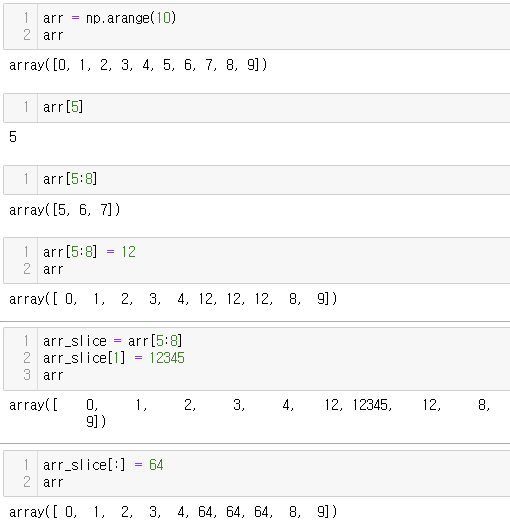 1 arr = np.arange(10)
2 arr
array([0, 1, 2, 3, 4, 5, 6, 7, 8, 9])
1 arr[5]
5
1 arr[5:8]
array([5, 6, 7])
1 arr[5:8] = 12
2 arr
array([ 0,  1,  2,  3,  4, 12, 12, 12,  8,  9])
1 arr_slice = arr[5:8]
2 arr_slice[1] = 12345
3 arr
array([    0,     1,     2,     3,     4,    12, 12345,    12,     8,
9])
1 arr_slice[:] = 64
2 arr
array([ 0,  1,  2,  3,  4, 64, 64, 64,  8,  9])